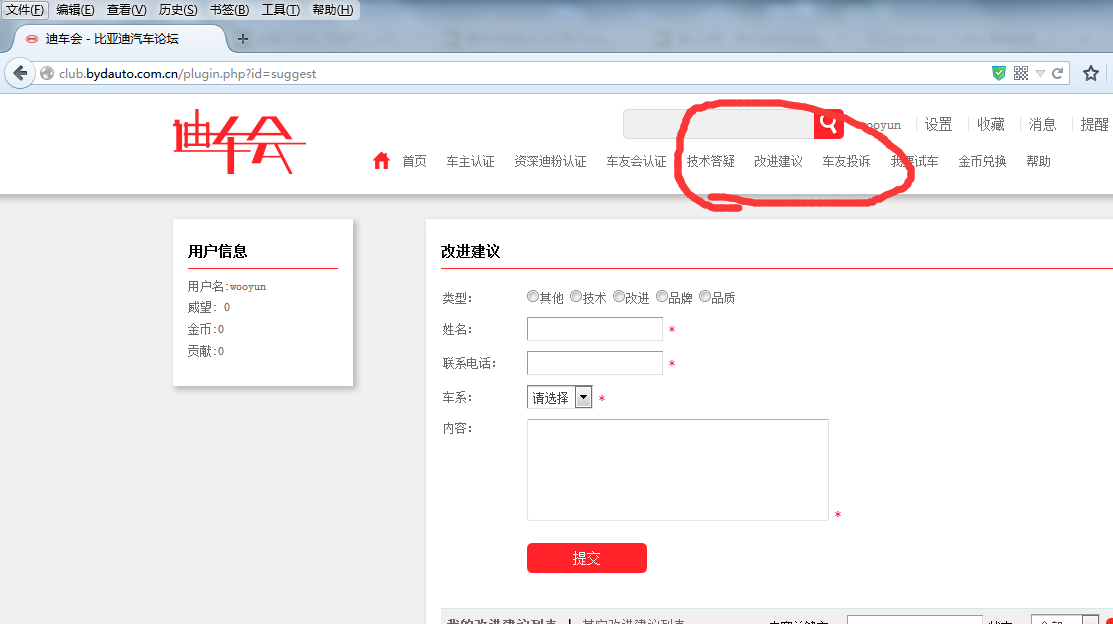 文件(F) 编辑(E) 查看(V) 历史(S) 书签(B) 工具(T) 帮助(H)
迪车会 - 比亚迪汽车论坛
club.bydauto.com.cn/plugin.php?id=suggest
迪车会
wooyun 设置 收藏 消息 提醒
首页 车主认证 资深迪粉认证 车友会认证 技术答疑 改进建议 车友投诉 我要试车 金币兑换 帮助
用户信息
用户名:wooyun
威望: 0
金币:0
贡献:0
改进建议
类型: 其他 技术 改进 品牌 品质
姓名: *
联系电话: *
车系: 请选择 *
内容: *
提交
我的改进建议列表 | 其它改进建议列表